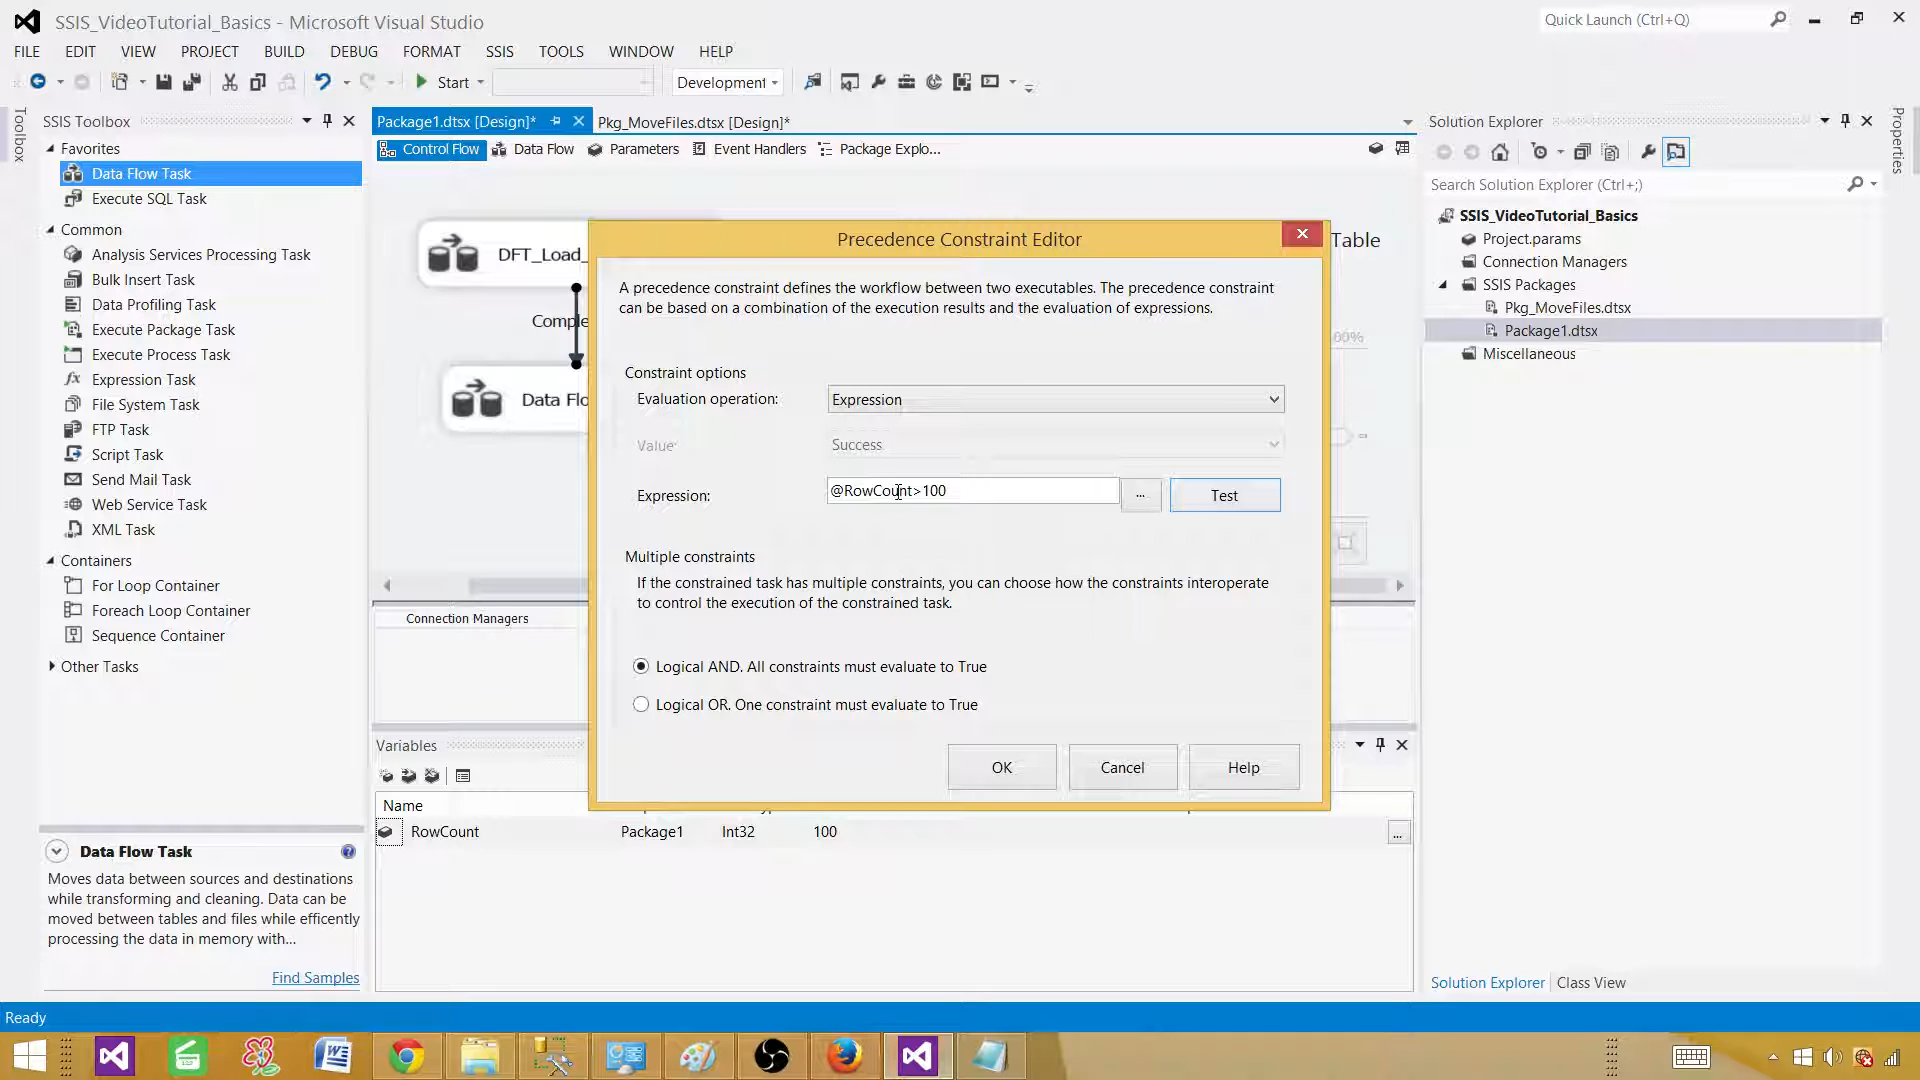 SSIS_VideoTutorial_Basics - Microsoft Visual Studio
Quick Launch (Ctrl+Q)
FILE EDIT VIEW PROJECT BUILD DEBUG FORMAT SSIS TOOLS WINDOW HELP
Start
Development
Toolbox
SSIS Toolbox
Favorites
Data Flow Task
Execute SQL Task
Common
Analysis Services Processing Task
Bulk Insert Task
Data Profiling Task
Execute Package Task
Execute Process Task
Expression Task
File System Task
FTP Task
Script Task
Send Mail Task
Web Service Task
XML Task
Containers
For Loop Container
Foreach Loop Container
Sequence Container
Other Tasks
Data Flow Task
Moves data between sources and destinations
while transforming and cleaning. Data can be
moved between tables and files while efficently
processing the data in memory with...
Find Samples
Package1.dtsx [Design]*
Pkg_MoveFiles.dtsx [Design]*
Control Flow
Data Flow
Parameters
Event Handlers
Package Explo...
DFT_Load_
Comple
Data Flo
Table
00%
Precedence Constraint Editor
A precedence constraint defines the workflow between two executables. The precedence constraint
can be based on a combination of the execution results and the evaluation of expressions.
Constraint options
Evaluation operation:
Expression
Value:
Success
Expression:
@RowCount>100
...
Test
Multiple constraints
If the constrained task has multiple constraints, you can choose how the constraints interoperate
to control the execution of the constrained task.
Logical AND. All constraints must evaluate to True
Logical OR. One constraint must evaluate to True
OK
Cancel
Help
Connection Managers
Variables
Name
RowCount Package1 Int32 100
...
Solution Explorer
Search Solution Explorer (Ctrl+;)
SSIS_VideoTutorial_Basics
Project.params
Connection Managers
SSIS Packages
Pkg_MoveFiles.dtsx
Package1.dtsx
Miscellaneous
Solution Explorer
Class View
Properties
Ready